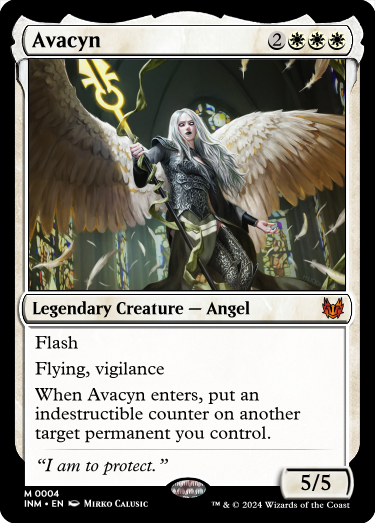 Avacyn 2
Legendary Creature — Angel
Flash
Flying, vigilance
When Avacyn enters, put an
indestructible counter on another
target permanent you control.
“I am to protect.”
5/5
M 0004
INM • EN Mirko Calusic
™ & © 2024 Wizards of the Coast